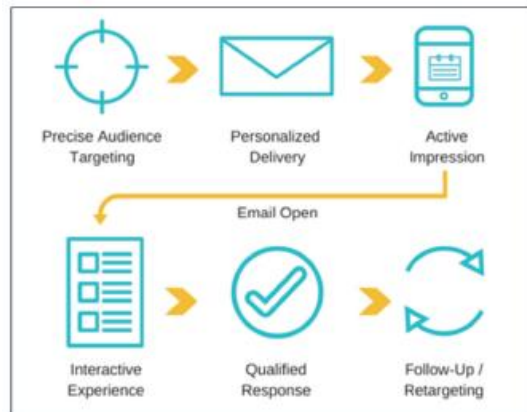 Precise Audience
Targeting
Personalized
Delivery
Active
Impression
Email Open
Interactive
Experience
Qualified
Response
Follow-Up /
Retargeting